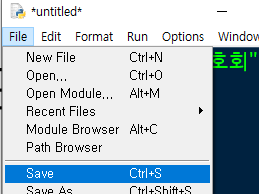 *untitled*
File Edit Format Run Options Window
New File Ctrl+N
Open... Ctrl+O
Open Module... Alt+M
Recent Files
Module Browser Alt+C
Path Browser
Save Ctrl+S
Save As Ctrl+Shift+S
호회"